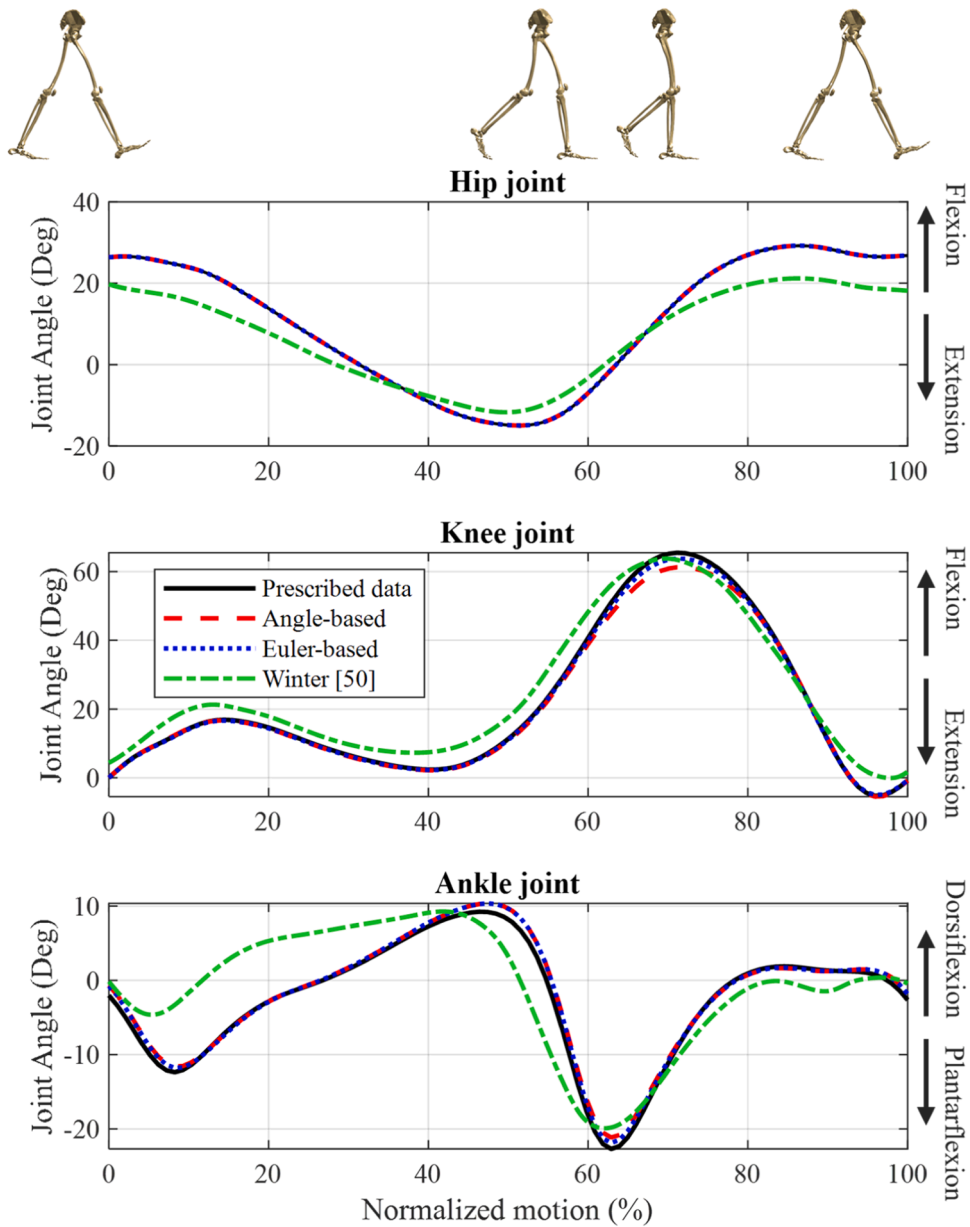 Hip joint
Joint Angle (Deg)
40
20
0
-20
0 20 40 60 80 100
Flexion
Extension
Knee joint
Joint Angle (Deg)
60
40
20
0
Prescribed data
Angle-based
Euler-based
Winter [50]
0 20 40 60 80 100
Flexion
Extension
Ankle joint
Joint Angle (Deg)
10
0
-10
-20
0 20 40 60 80 100
Dorsiflexion
Plantarflexion
Normalized motion (%)